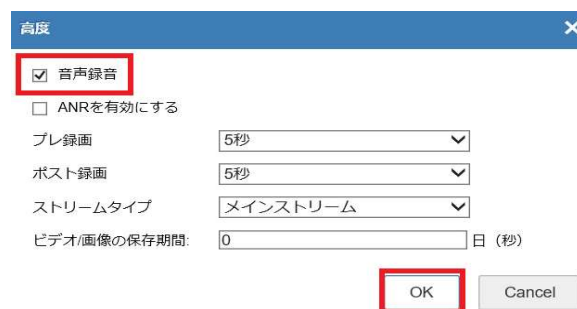 高度
音声録音
ANRを有効にする
プレ録画 5秒
ポスト録画 5秒
ストリームタイプ メインストリーム
ビデオ/画像の保存期間: 0 日（秒）
OK Cancel